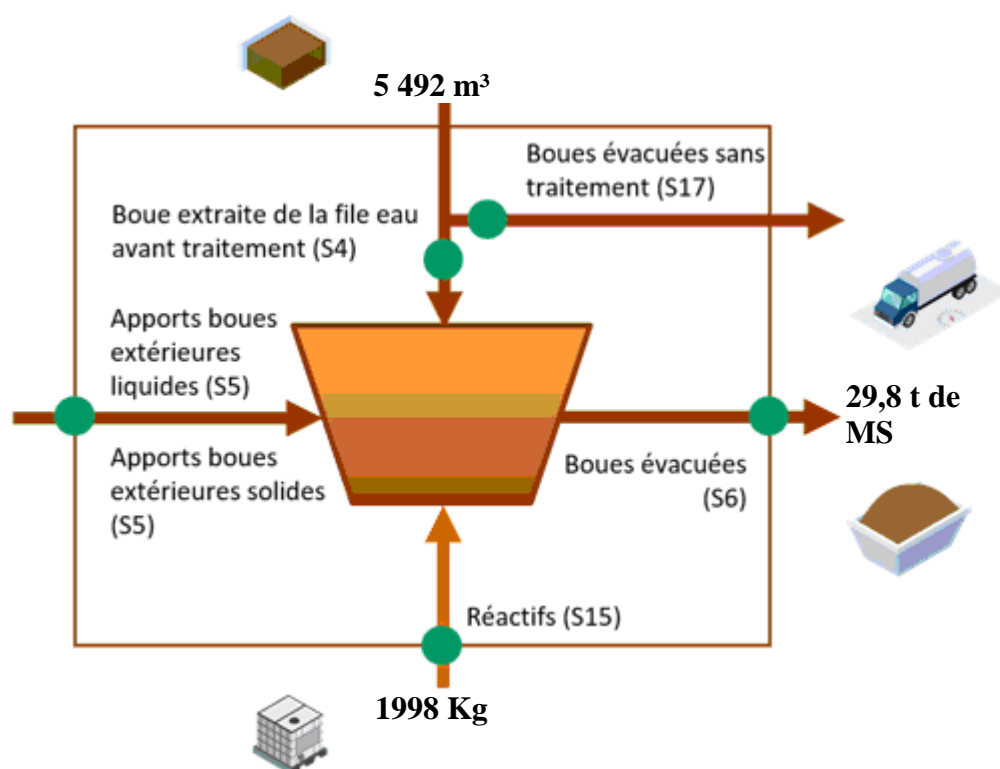 5 492 m³
Boues évacuées sans
traitement (S17)
Boue extraite de la file eau
avant traitement (S4)
Apports boues
extérieures
liquides (S5)
29,8 t de
MS
Apports boues
extérieures solides
(S5)
Boues évacuées
(S6)
Réactifs (S15)
1998 Kg